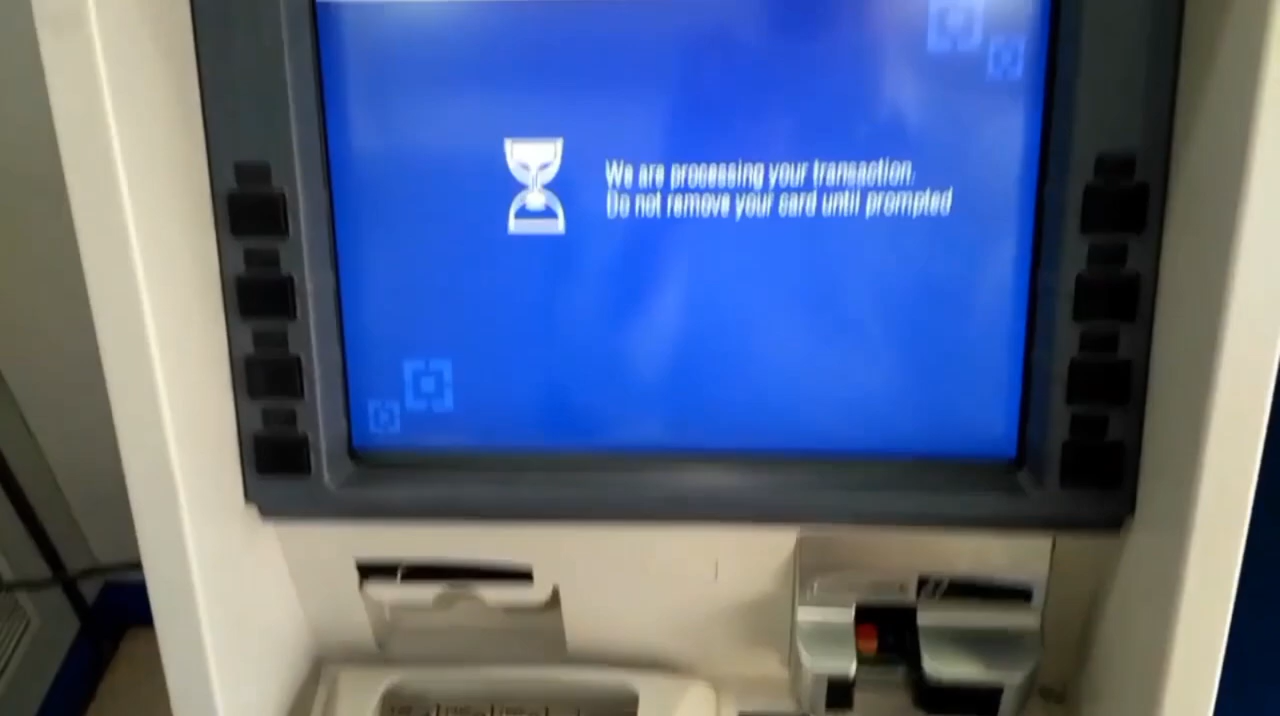 We are processing your transaction.
Do not remove your card until prompted